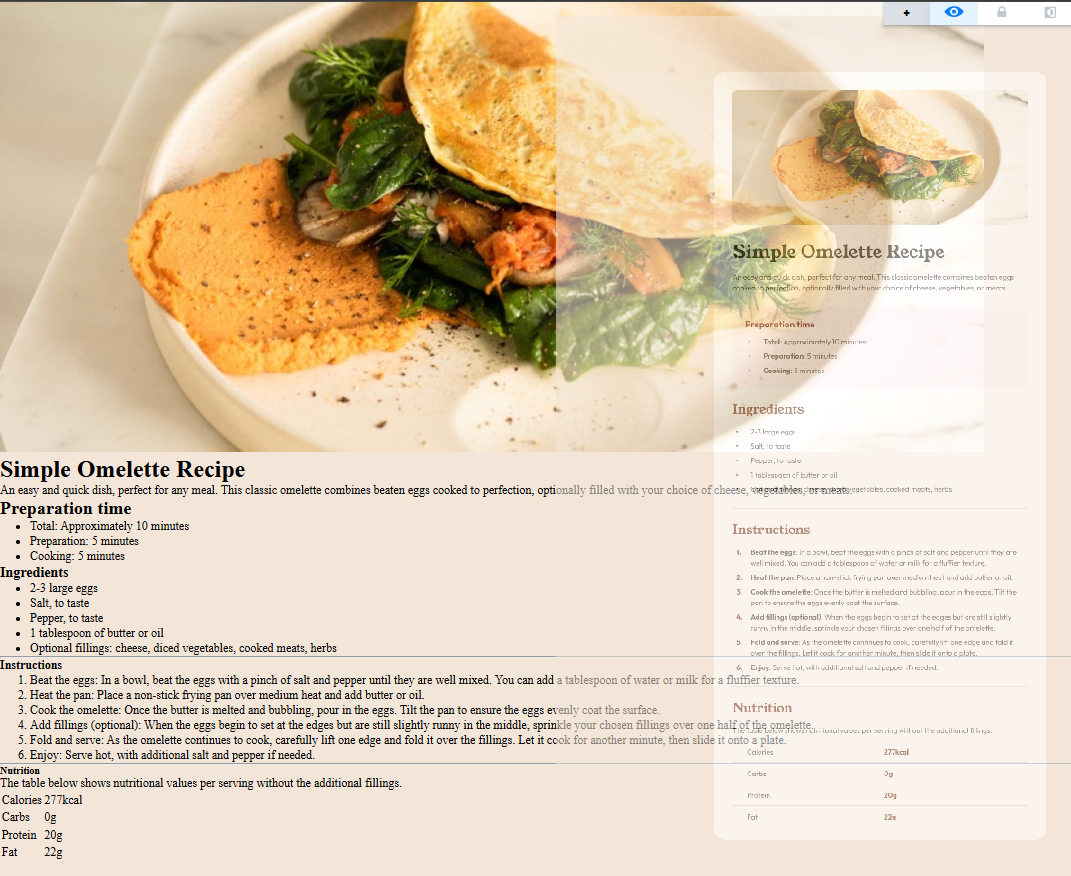 +
Simple Omelette Recipe
An easy and quick dish, perfect for any meal. This classic omelette combines beaten eggs cooked to perfection, optionally filled with your choice of cheese, vegetables, or meats.
Preparation time
Total: Approximately 10 minutes
Preparation: 5 minutes
Cooking: 5 minutes
Ingredients
2-3 large eggs
Salt, to taste
Pepper, to taste
1 tablespoon of butter or oil
Optional fillings: cheese, diced vegetables, cooked meats, herbs
Instructions
1. Beat the eggs: In a bowl, beat the eggs with a pinch of salt and pepper until they are well mixed. You can add a tablespoon of water or milk for a fluffier texture.
2. Heat the pan: Place a non-stick frying pan over medium heat and add butter or oil.
3. Cook the omelette: Once the butter is melted and bubbling, pour in the eggs. Tilt the pan to ensure the eggs evenly coat the surface.
4. Add fillings (optional): When the eggs begin to set at the edges but are still slightly runny in the middle, sprinkle your chosen fillings over one half of the omelette.
5. Fold and serve: As the omelette continues to cook, carefully lift one edge and fold it over the fillings. Let it cook for another minute, then slide it onto a plate.
6. Enjoy: Serve hot, with additional salt and pepper if needed.
Nutrition
The table below shows nutritional values per serving without the additional fillings.
Calories 277kcal
Carbs 0g
Protein 20g
Fat 22g
Simple Omelette Recipe
An easy and quick dish, perfect for any meal. This classic omelette combines beaten eggs
cooked to perfection, optionally filled with your choice of cheese, vegetables, or meats.
Preparation time
Total: Approximately 10 minutes
Preparation: 5 minutes
Cooking: 5 minutes
Ingredients
2-3 large eggs
Salt, to taste
Pepper, to taste
1 tablespoon of butter or oil
vegetables, cooked meats, herbs
Instructions
1. Beat the eggs: In a bowl, beat the eggs with a pinch of salt and pepper until they are
well mixed. You can add a tablespoon of water or milk for a fluffier texture.
2. Heat the pan: Place a non-stick frying pan over medium heat and add butter or oil.
3. Cook the omelette: Once the butter is melted and bubbling, pour in the eggs. Tilt the
pan to ensure the eggs evenly coat the surface.
4. Add fillings (optional): When the eggs begin to set at the edges but are still slightly
runny in the middle, sprinkle your chosen fillings over one half of the omelette.
5. Fold and serve: As the omelette continues to cook, carefully lift one edge and fold it
over the fillings. Let it cook for another minute, then slide it onto a plate.
6. Enjoy: Serve hot, with additional salt and pepper if needed.
Nutrition
The table below shows nutritional values per serving without the additional fillings.
Calories 277kcal
Carbs 0g
Protein 20g
Fat 22g